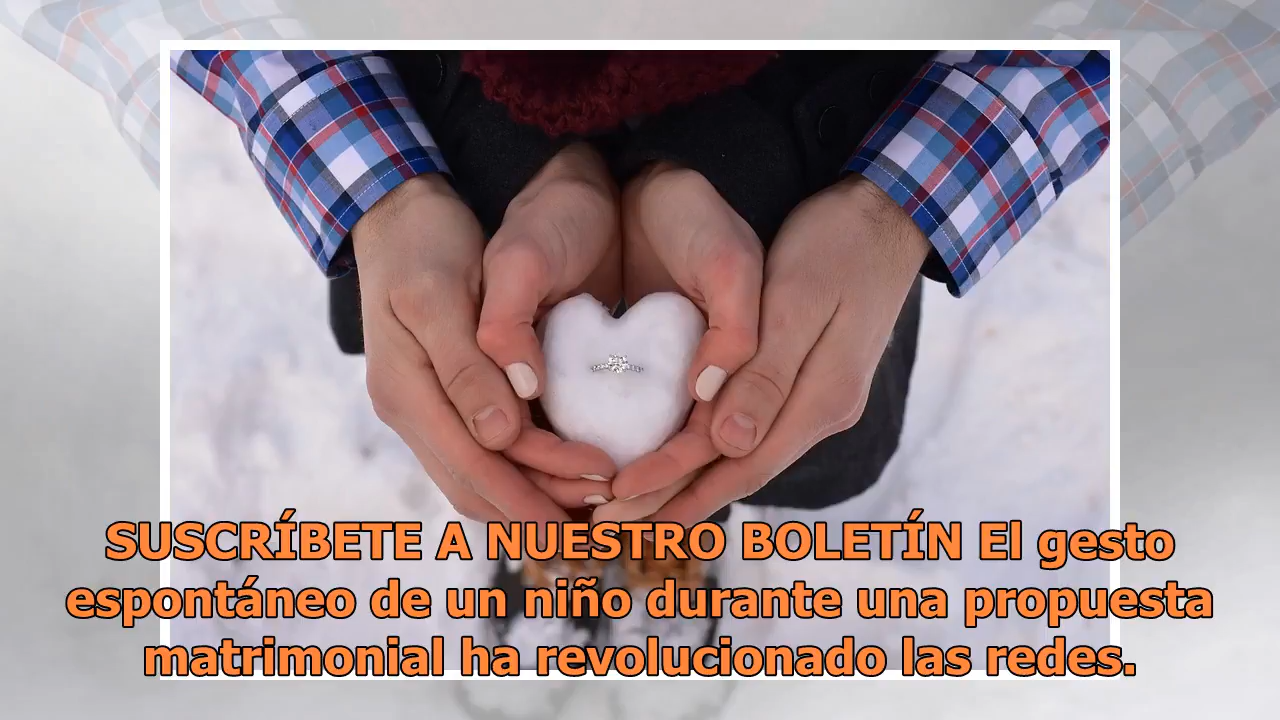 SUSCRÍBETE A NUESTRO BOLETÍN El gesto
espontáneo de un niño durante una propuesta
matrimonial ha revolucionado las redes.